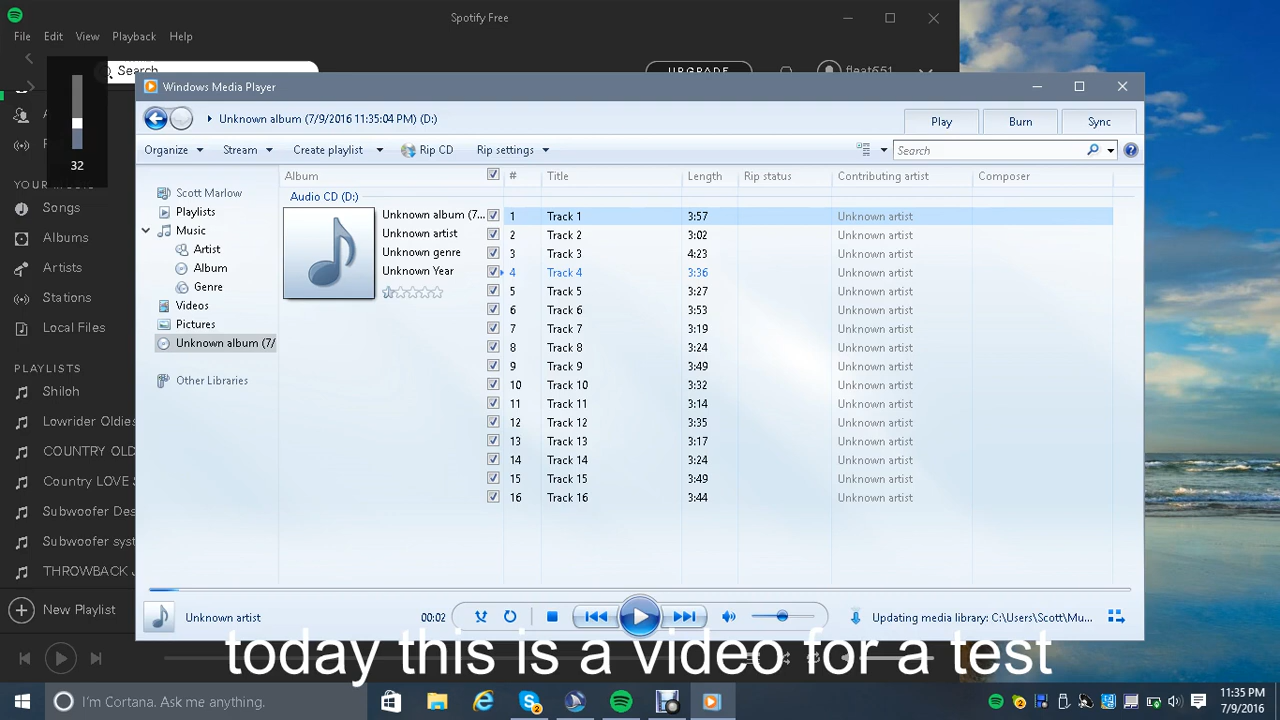 Spotify Free
File Edit View Playback Help
Search
UPGRADE
32
Windows Media Player
Unknown album (7/9/2016 11:35:04 PM) (D:)
Play Burn Sync
Organize Stream Create playlist Rip CD Rip settings Search
Album # Title Length Rip status Contributing artist Composer
Audio CD (D:)
Unknown album (7...
Unknown artist
Unknown genre
Unknown Year
1 Track 1 3:57 Unknown artist
2 Track 2 3:02 Unknown artist
3 Track 3 4:23 Unknown artist
4 Track 4 3:36 Unknown artist
5 Track 5 3:27 Unknown artist
6 Track 6 3:53 Unknown artist
7 Track 7 3:19 Unknown artist
8 Track 8 3:24 Unknown artist
9 Track 9 3:49 Unknown artist
10 Track 10 3:32 Unknown artist
11 Track 11 3:14 Unknown artist
12 Track 12 3:35 Unknown artist
13 Track 13 3:17 Unknown artist
14 Track 14 3:24 Unknown artist
15 Track 15 3:49 Unknown artist
16 Track 16 3:44 Unknown artist
Scott Marlow
Playlists
Music
Artist
Album
Genre
Videos
Pictures
Unknown album (7/
Other Libraries
Songs
Albums
Artists
Stations
Local Files
PLAYLISTS
Shiloh
Lowrider Oldies
COUNTRY OLD
Country LOVE S
Subwoofer Des
Subwoofer syst
THROWBACK J
New Playlist
Unknown artist
00:02
Updating media library: C:\Users\Scott\Mu...
today this is a video for a test
I'm Cortana. Ask me anything.
2
2
11:35 PM
7/9/2016